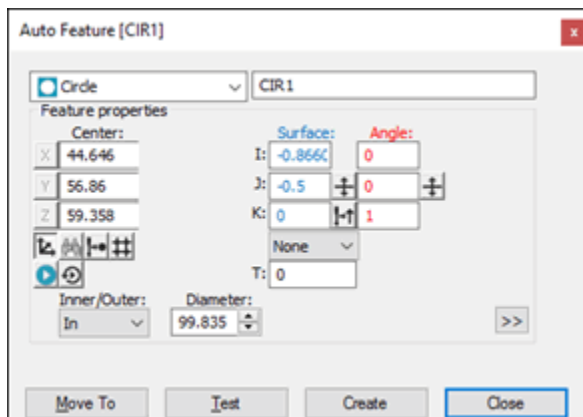 Auto Feature [CIR1]
x
Circle CIR1
Feature properties
Center: Surface: Angle:
X 44.646 I: -0.8660 0
Y 56.86 J: -0.5 0
Z 59.358 K: 0 1
None
T: 0
Inner/Outer: Diameter:
In 99.835 >>
Move To Test Create Close